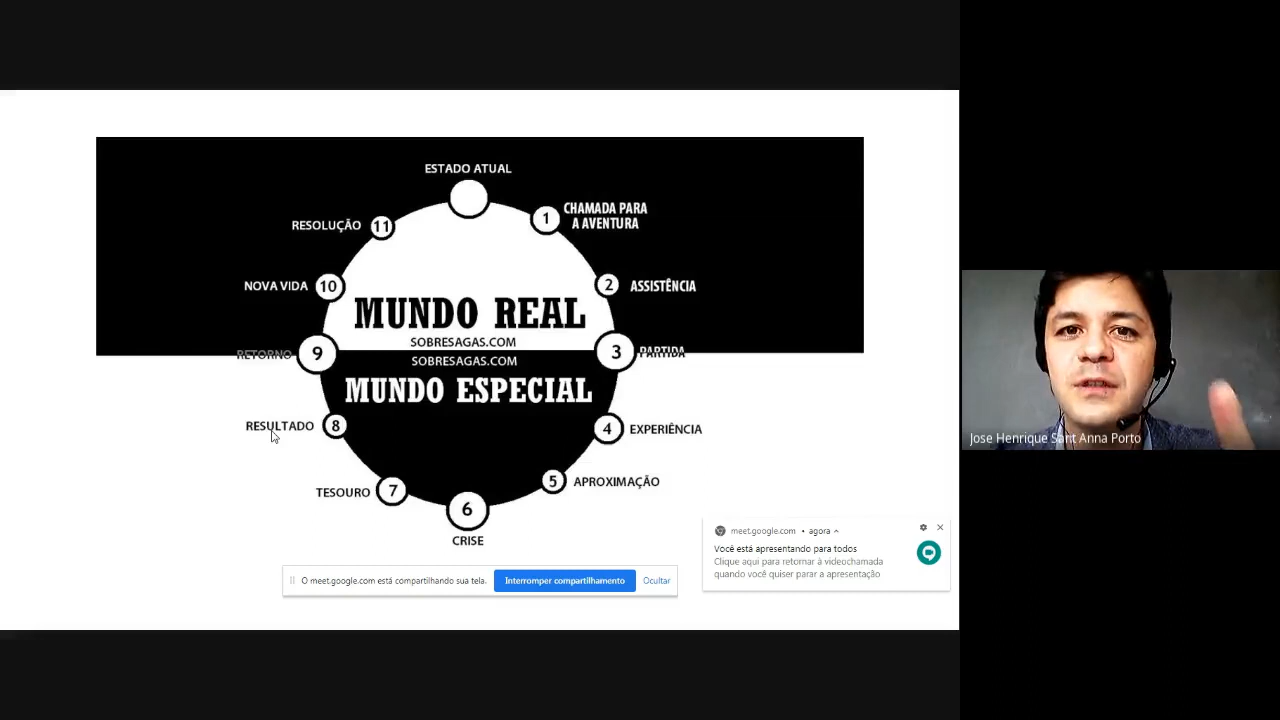 ESTADO ATUAL
1
CHAMADA PARA
A AVENTURA
RESOLUÇÃO
11
2
ASSISTÊNCIA
NOVA VIDA
10
MUNDO REAL
SOBRESAGAS.COM
RETORNO
9
3
PARTIDA
SOBRESAGAS.COM
MUNDO ESPECIAL
RESULTADO
8
4
EXPERIÊNCIA
TESOURO
7
5
APROXIMAÇÃO
6
CRISE
Jose Henrique Sant Anna Porto
meet.google.com • agora
Você está apresentando para todos
Clique aqui para retornar à videochamada
quando você quiser parar a apresentação
O meet.google.com está compartilhando sua tela.
Interromper compartilhamento
Ocultar